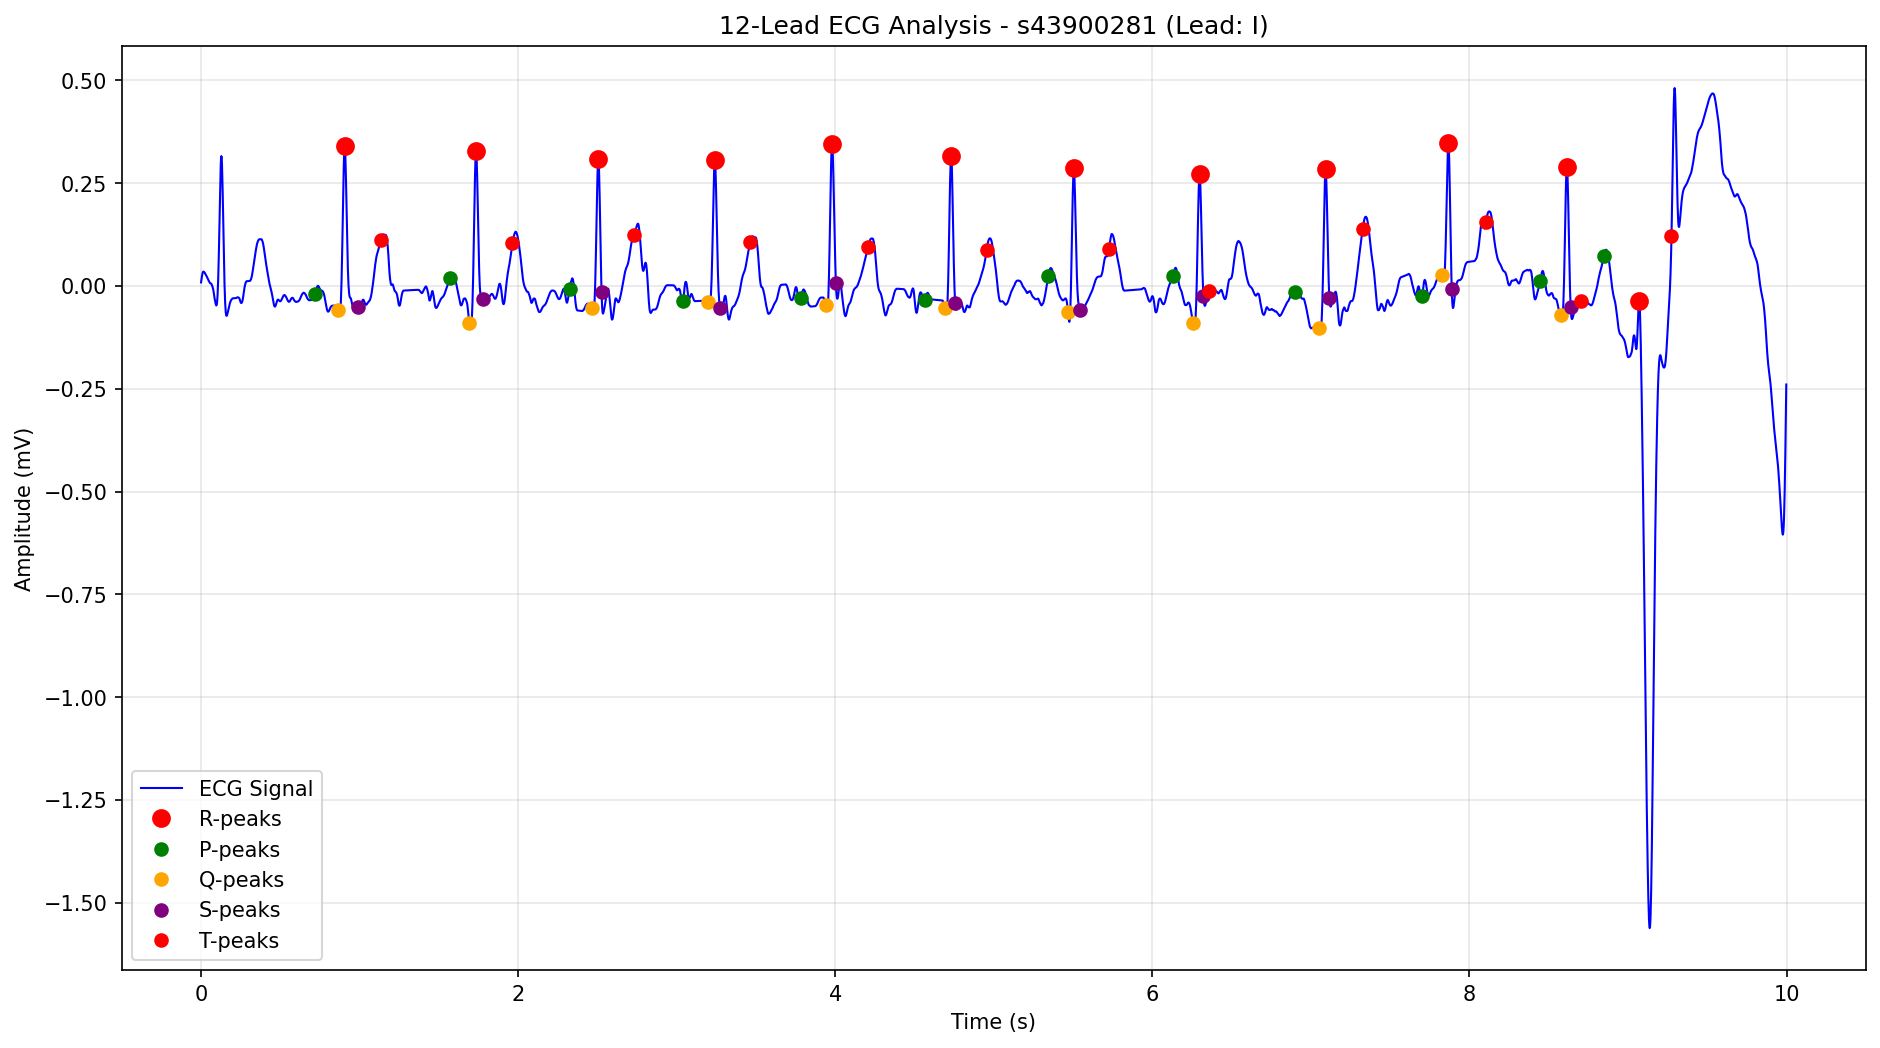 12-Lead ECG Analysis - s43900281 (Lead: I)
0.50
0.25
0.00
−0.25
−0.50
−0.75
−1.00
−1.25
−1.50
Amplitude (mV)
ECG Signal
R-peaks
P-peaks
Q-peaks
S-peaks
T-peaks
0 2 4 6 8 10
Time (s)